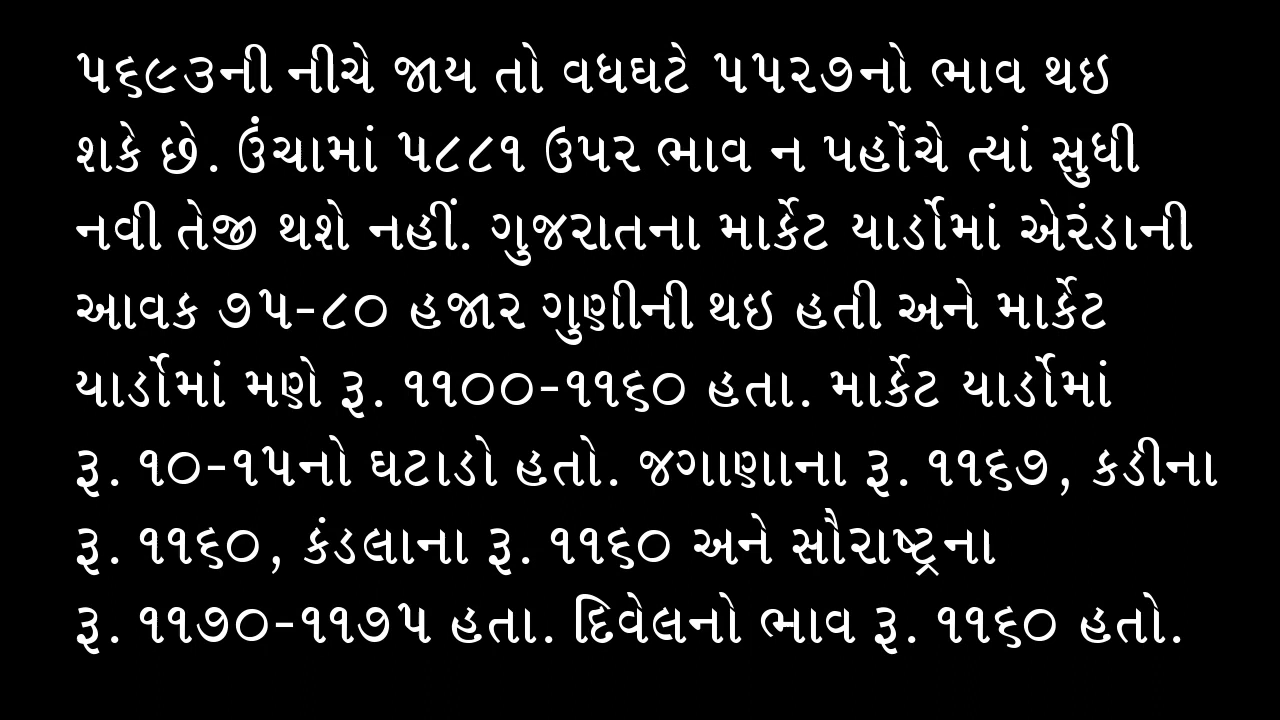 ૫૬૯૩ની નીચે જાય તો વધઘટે ૫૫૨૭નો ભાવ થઇ
શકે છે. ઉંચામાં ૫૮૮૧ ઉપર ભાવ ન પહોંચે ત્યાં સુધી
નવી તેજી થશે નહીં. ગુજરાતના માર્કેટ યાર્ડોમાં એરંડાની
આવક ૭૫-૮૦ હજાર ગુણીની થઇ હતી અને માર્કેટ
યાર્ડોમાં મણે રૂ. ૧૧૦૦-૧૧૬૦ હતા. માર્કેટ યાર્ડોમાં
રૂ. ૧૦-૧૫નો ઘટાડો હતો. જગાણાના રૂ. ૧૧૬૭, કડીના
રૂ. ૧૧૬૦, કંડલાના રૂ. ૧૧૬૦ અને સૌરાષ્ટ્રના
રૂ. ૧૧૭૦-૧૧૭૫ હતા. દિવેલનો ભાવ રૂ. ૧૧૬૦ હતો.